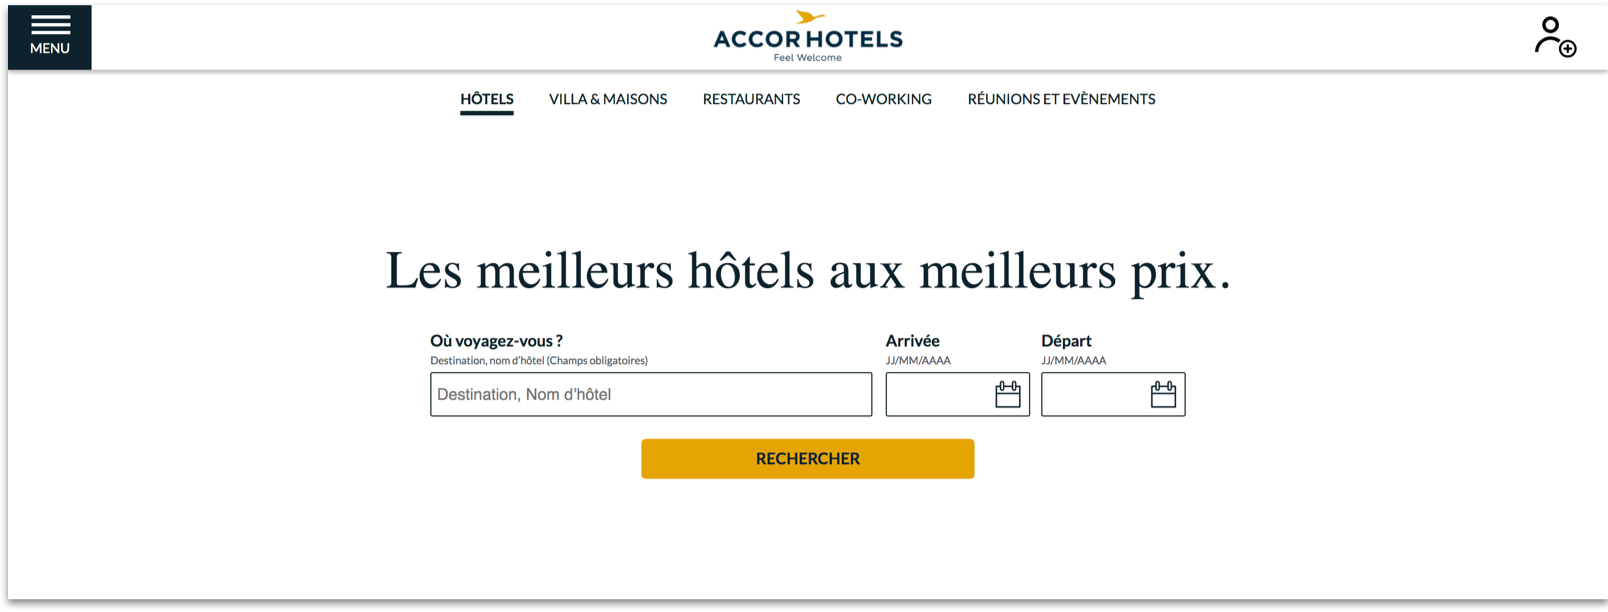 MENU
ACCOR HOTELS
Feel Welcome
HÔTELS VILLA & MAISONS RESTAURANTS CO-WORKING RÉUNIONS ET EVÈNEMENTS
Les meilleurs hôtels aux meilleurs prix.
Où voyagez-vous ? Arrivée Départ
Destination, nom d'hôtel (Champs obligatoires) JJ/MM/AAAA JJ/MM/AAAA
Destination, Nom d'hôtel
RECHERCHER